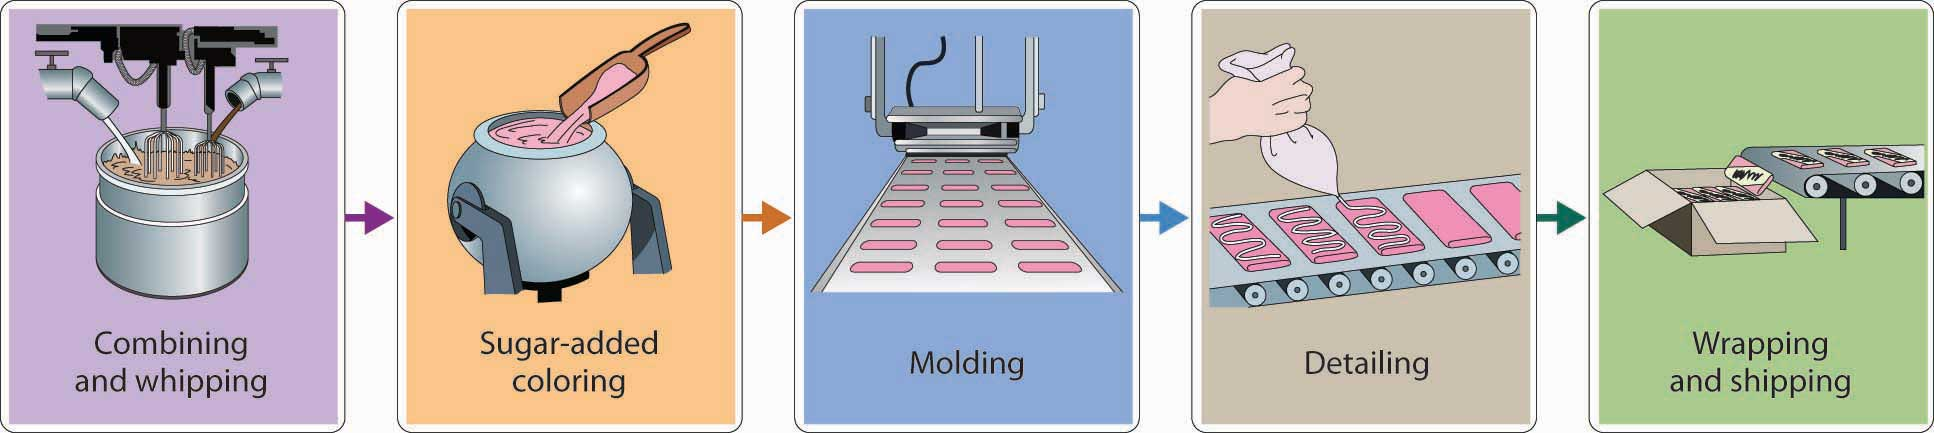 Combining
and whipping
Sugar-added
coloring
Molding
Detailing
Wrapping
and shipping